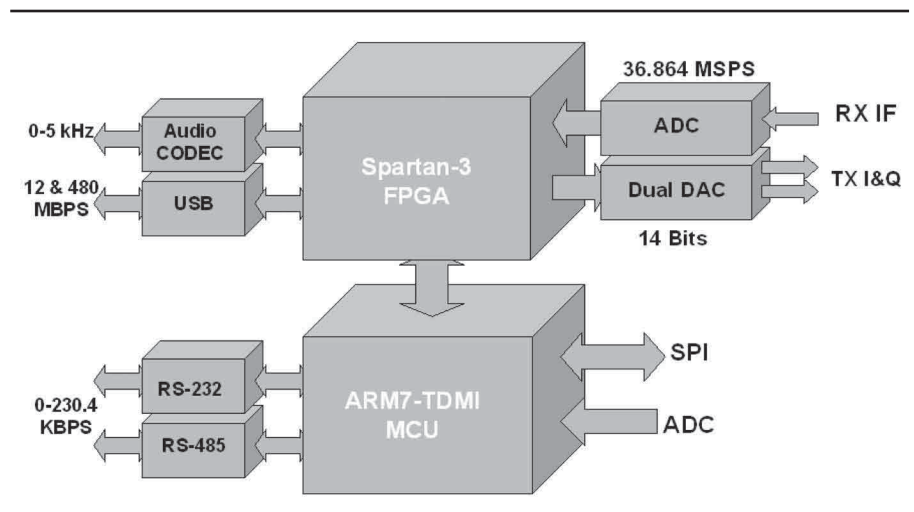 36.864 MSPS
0-5 kHz
Audio
CODEC
ADC
RX IF
Spartan-3
FPGA
12 & 480
MBPS
USB
Dual DAC
TX I&Q
14 Bits
RS-232
SPI
0-230.4
KBPS
ARM7-TDMI
MCU
ADC
RS-485